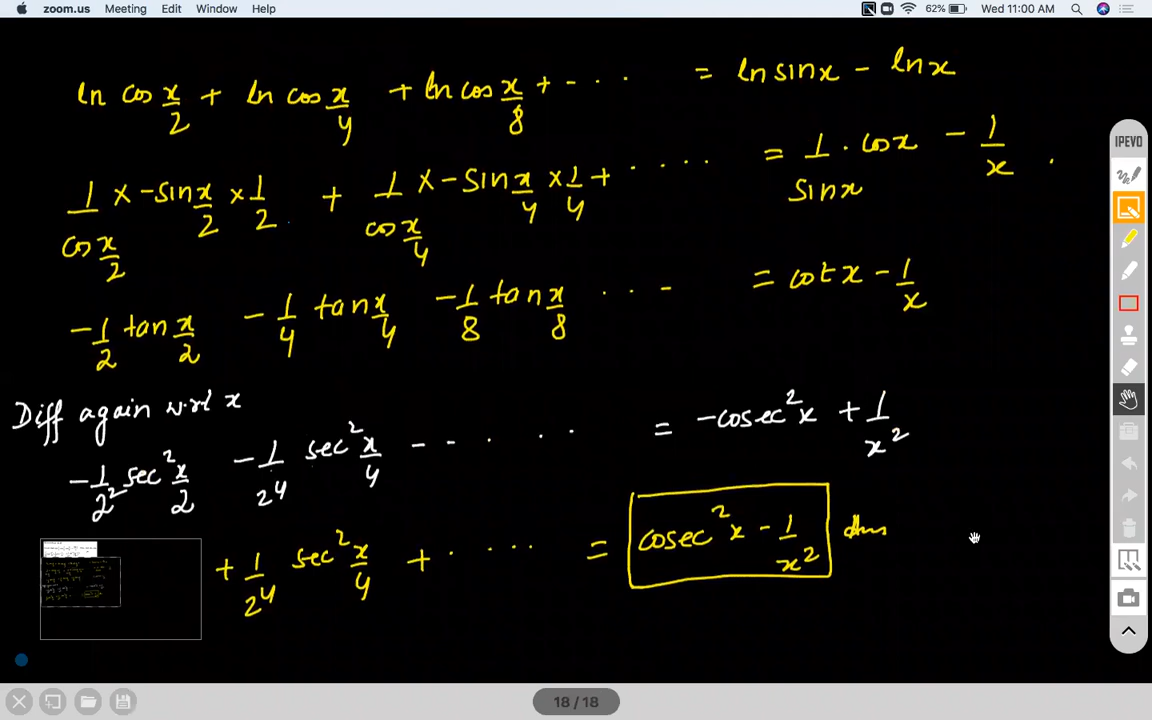 zoom.us Meeting Edit Window Help 62% Wed 11:00 AM
ln cos x/2 + ln cos x/4 + ln cos x/8 + - . . . = ln sinx - lnx
1/cos x/2 × -sin x/2 × 1/2 + 1/cos x/4 × -sin x/4 × 1/4 + . . . . = 1/sinx . cosx - 1/x .
-1/2 tan x/2 - 1/4 tan x/4 - 1/8 tan x/8 . . - = cot x - 1/x
Diff again w.r.t x
-1/2² sec² x/2 - 1/2⁴ sec² x/4 - - . . . = -cosec² x + 1/x²
+ 1/2⁴ sec² x/4 + . . . . = cosec² x - 1/x²
IPEVO
18 / 18